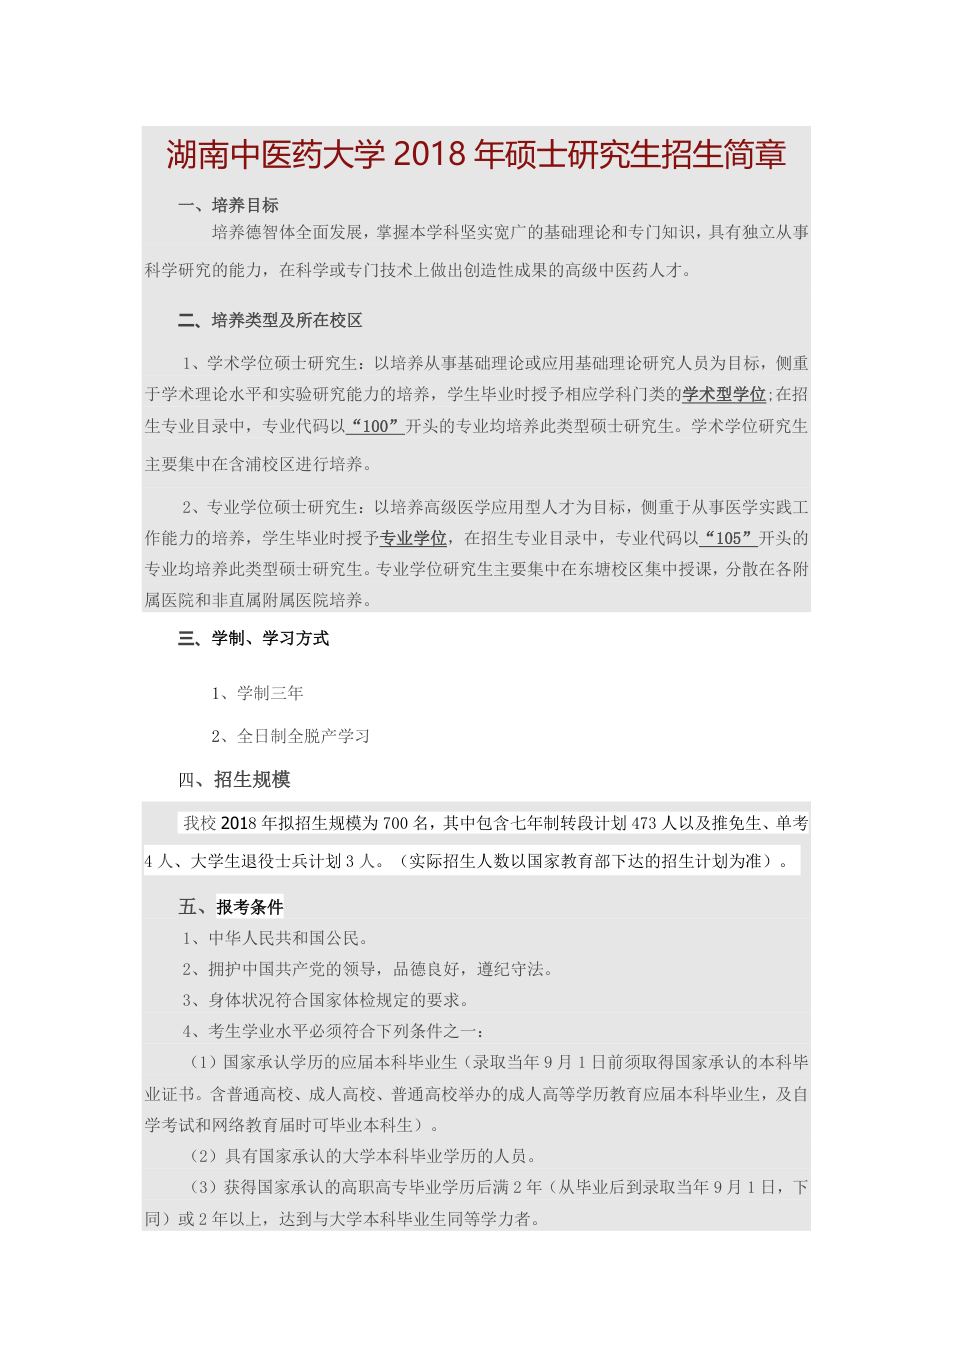 湖南中医药大学 2018 年硕士研究生招生简章
一、培养目标
培养德智体全面发展，掌握本学科坚实宽广的基础理论和专门知识，具有独立从事
科学研究的能力，在科学或专门技术上做出创造性成果的高级中医药人才。
二、培养类型及所在校区
1、学术学位硕士研究生：以培养从事基础理论或应用基础理论研究人员为目标，侧重
于学术理论水平和实验研究能力的培养，学生毕业时授予相应学科门类的学术型学位;在招
生专业目录中，专业代码以“100”开头的专业均培养此类型硕士研究生。学术学位研究生
主要集中在含浦校区进行培养。
2、专业学位硕士研究生：以培养高级医学应用型人才为目标，侧重于从事医学实践工
作能力的培养，学生毕业时授予专业学位，在招生专业目录中，专业代码以“105”开头的
专业均培养此类型硕士研究生。专业学位研究生主要集中在东塘校区集中授课，分散在各附
属医院和非直属附属医院培养。
三、学制、学习方式
1、学制三年
2、全日制全脱产学习
四、招生规模
我校 2018 年拟招生规模为 700 名，其中包含七年制转段计划 473 人以及推免生、单考
4 人、大学生退役士兵计划 3 人。（实际招生人数以国家教育部下达的招生计划为准）。
五、报考条件
1、中华人民共和国公民。
2、拥护中国共产党的领导，品德良好，遵纪守法。
3、身体状况符合国家体检规定的要求。
4、考生学业水平必须符合下列条件之一：
（1）国家承认学历的应届本科毕业生（录取当年 9 月 1 日前须取得国家承认的本科毕
业证书。含普通高校、成人高校、普通高校举办的成人高等学历教育应届本科毕业生，及自
学考试和网络教育届时可毕业本科生）。
（2）具有国家承认的大学本科毕业学历的人员。
（3）获得国家承认的高职高专毕业学历后满 2 年（从毕业后到录取当年 9 月 1 日，下
同）或 2 年以上，达到与大学本科毕业生同等学力者。